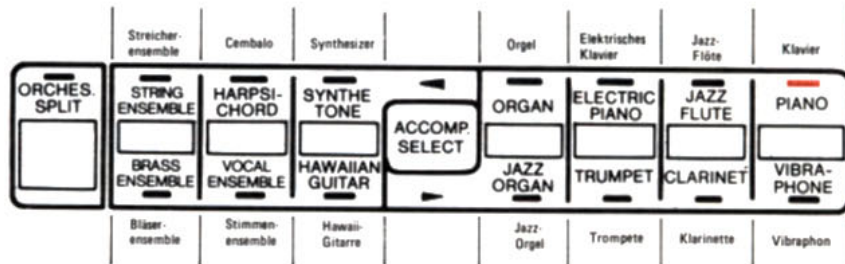 Streicher-
ensemble
Cembalo
Synthesizer
Orgel
Elektrisches
Klavier
Jazz-
Flöte
Klavier
ORCHES.
SPLIT
STRING
ENSEMBLE
HARPSI-
CHORD
SYNTHE
TONE
ACCOMP.
SELECT
ORGAN
ELECTRIC
PIANO
JAZZ
FLUTE
PIANO
BRASS
ENSEMBLE
VOCAL
ENSEMBLE
HAWAIIAN
GUITAR
JAZZ
ORGAN
TRUMPET
CLARINET
VIBRA-
PHONE
Bläser-
ensemble
Stimmen-
ensemble
Hawaii-
Gitarre
Jazz-
Orgel
Trompete
Klarinette
Vibraphon